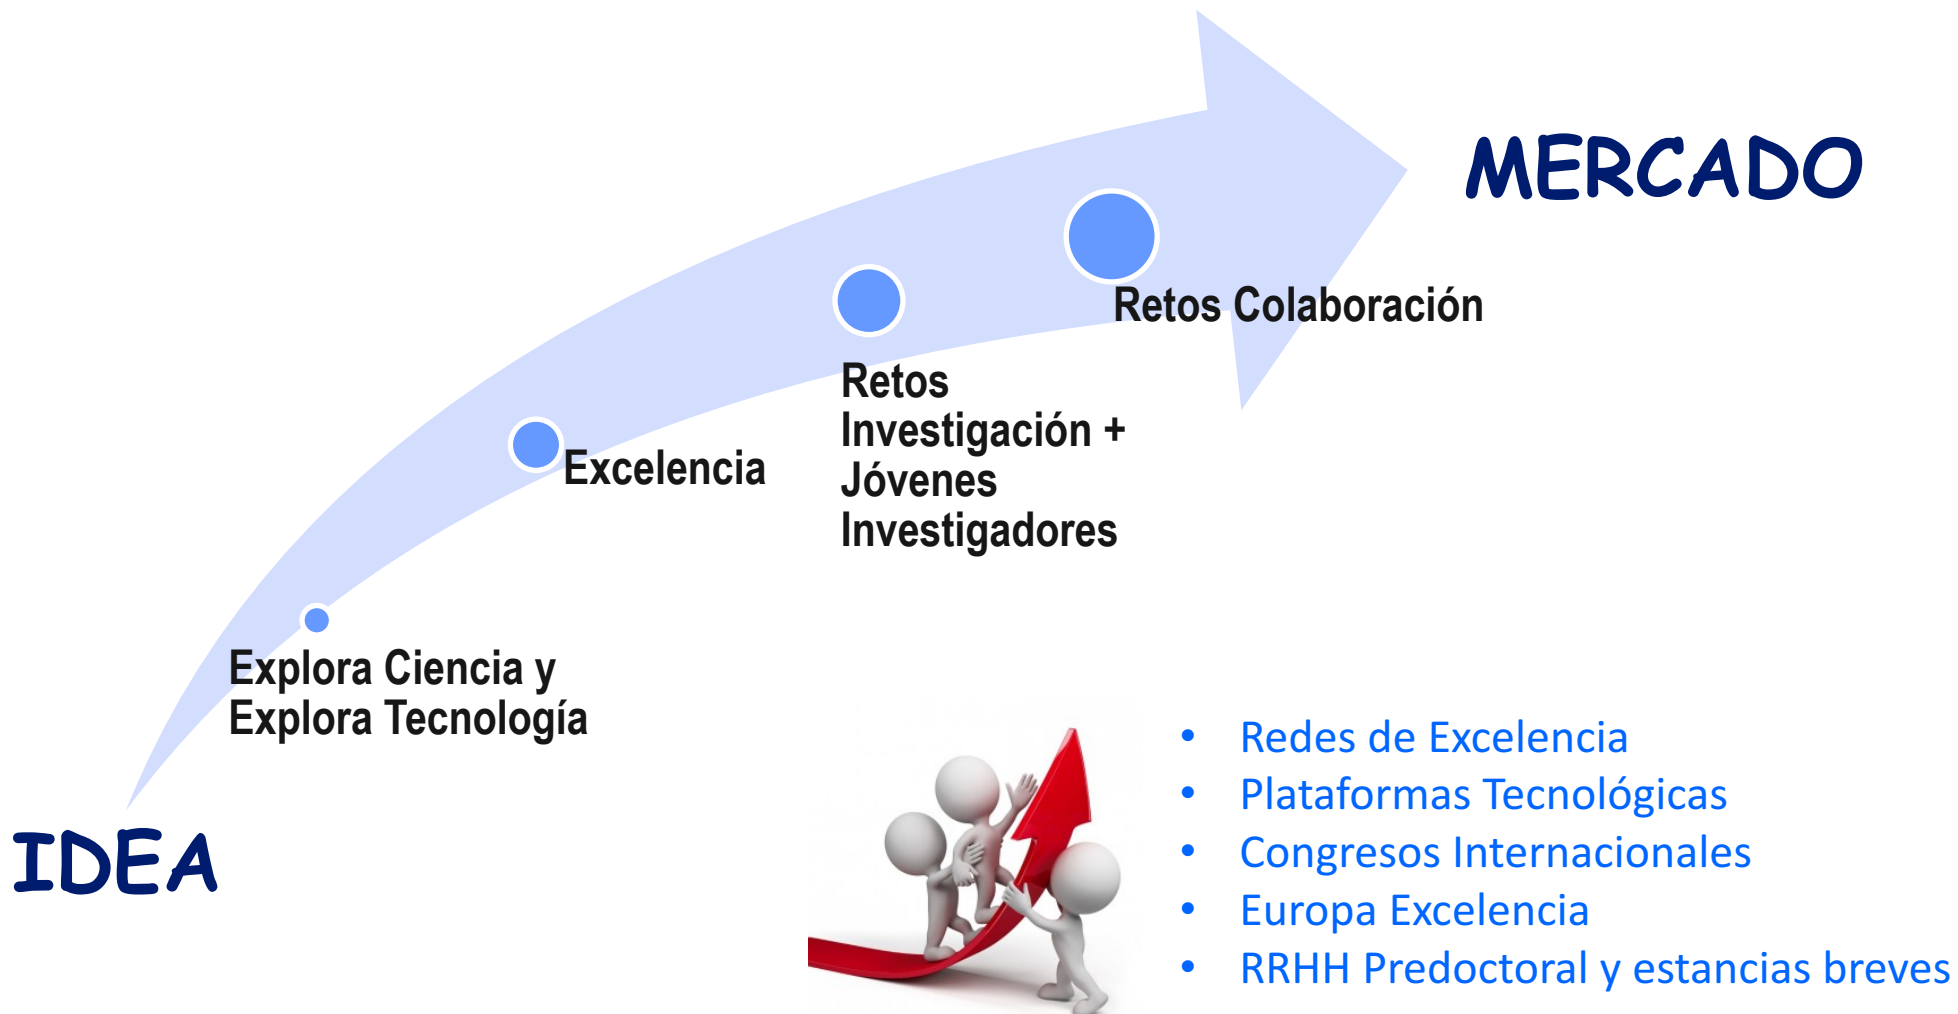 MERCADO
Retos Colaboración
Retos
Investigación +
Jóvenes
Investigadores
Excelencia
Explora Ciencia y
Explora Tecnología
IDEA
• Redes de Excelencia
• Plataformas Tecnológicas
• Congresos Internacionales
• Europa Excelencia
• RRHH Predoctoral y estancias breves